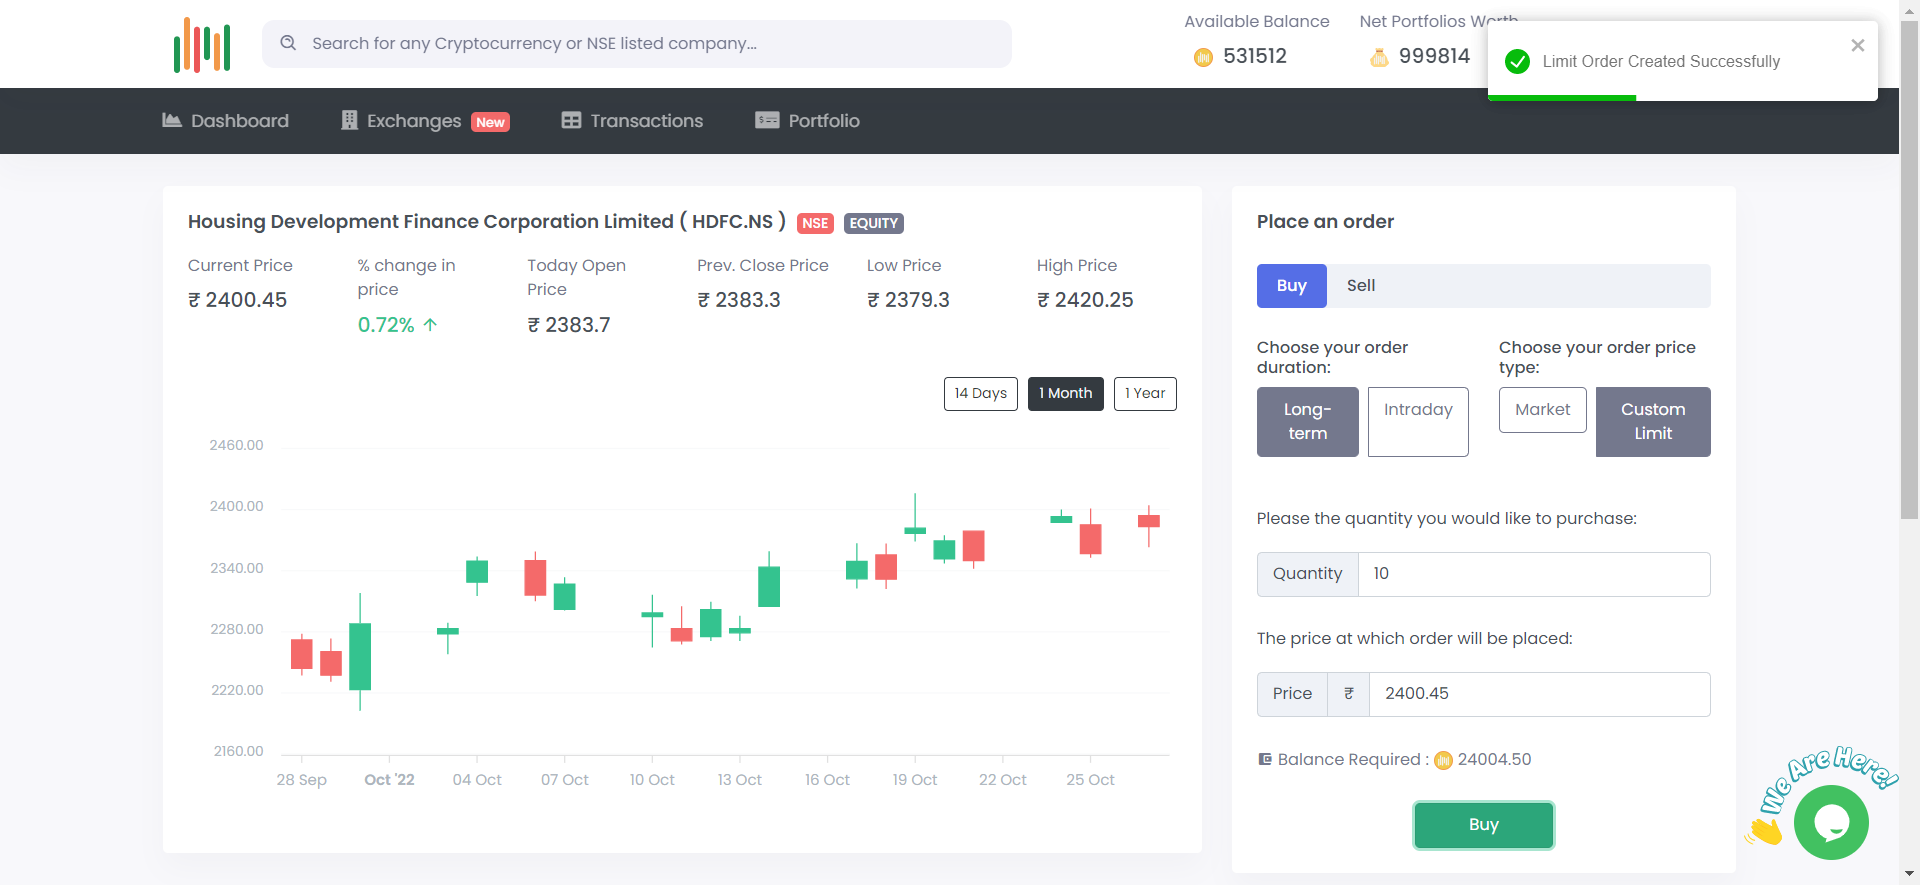 Search for any Cryptocurrency or NSE listed company...
Available Balance
531512
Net Portfolios Worth
999814
Limit Order Created Successfully
Dashboard
Exchanges New
Transactions
Portfolio
Housing Development Finance Corporation Limited ( HDFC.NS ) NSE EQUITY
Current Price
₹ 2400.45
% change in
price
0.72%
Today Open
Price
₹ 2383.7
Prev. Close Price
₹ 2383.3
Low Price
₹ 2379.3
High Price
₹ 2420.25
14 Days
1 Month
1 Year
2460.00
2400.00
2340.00
2280.00
2220.00
2160.00
28 Sep
Oct '22
04 Oct
07 Oct
10 Oct
13 Oct
16 Oct
19 Oct
22 Oct
25 Oct
Place an order
Buy
Sell
Choose your order
duration:
Long-
term
Intraday
Choose your order price
type:
Market
Custom
Limit
Please the quantity you would like to purchase:
Quantity
10
The price at which order will be placed:
Price
₹
2400.45
Balance Required : 24004.50
Buy
We Are Here!